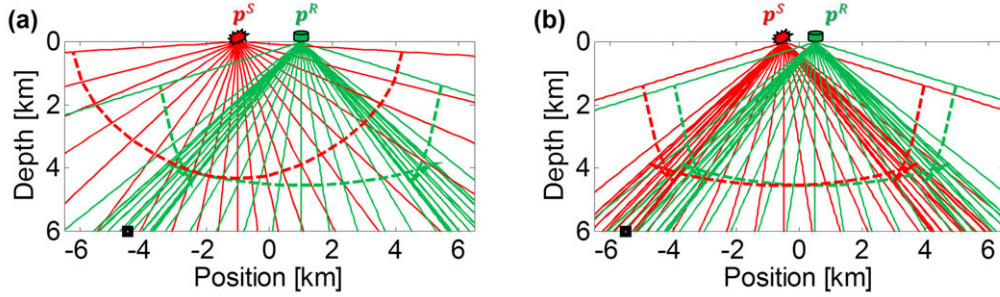 (a)
p^S
p^R
Depth [km]
0
2
4
6
-6 -4 -2 0 2 4 6
Position [km]
(b)
p^S
p^R
Depth [km]
0
2
4
6
-6 -4 -2 0 2 4 6
Position [km]